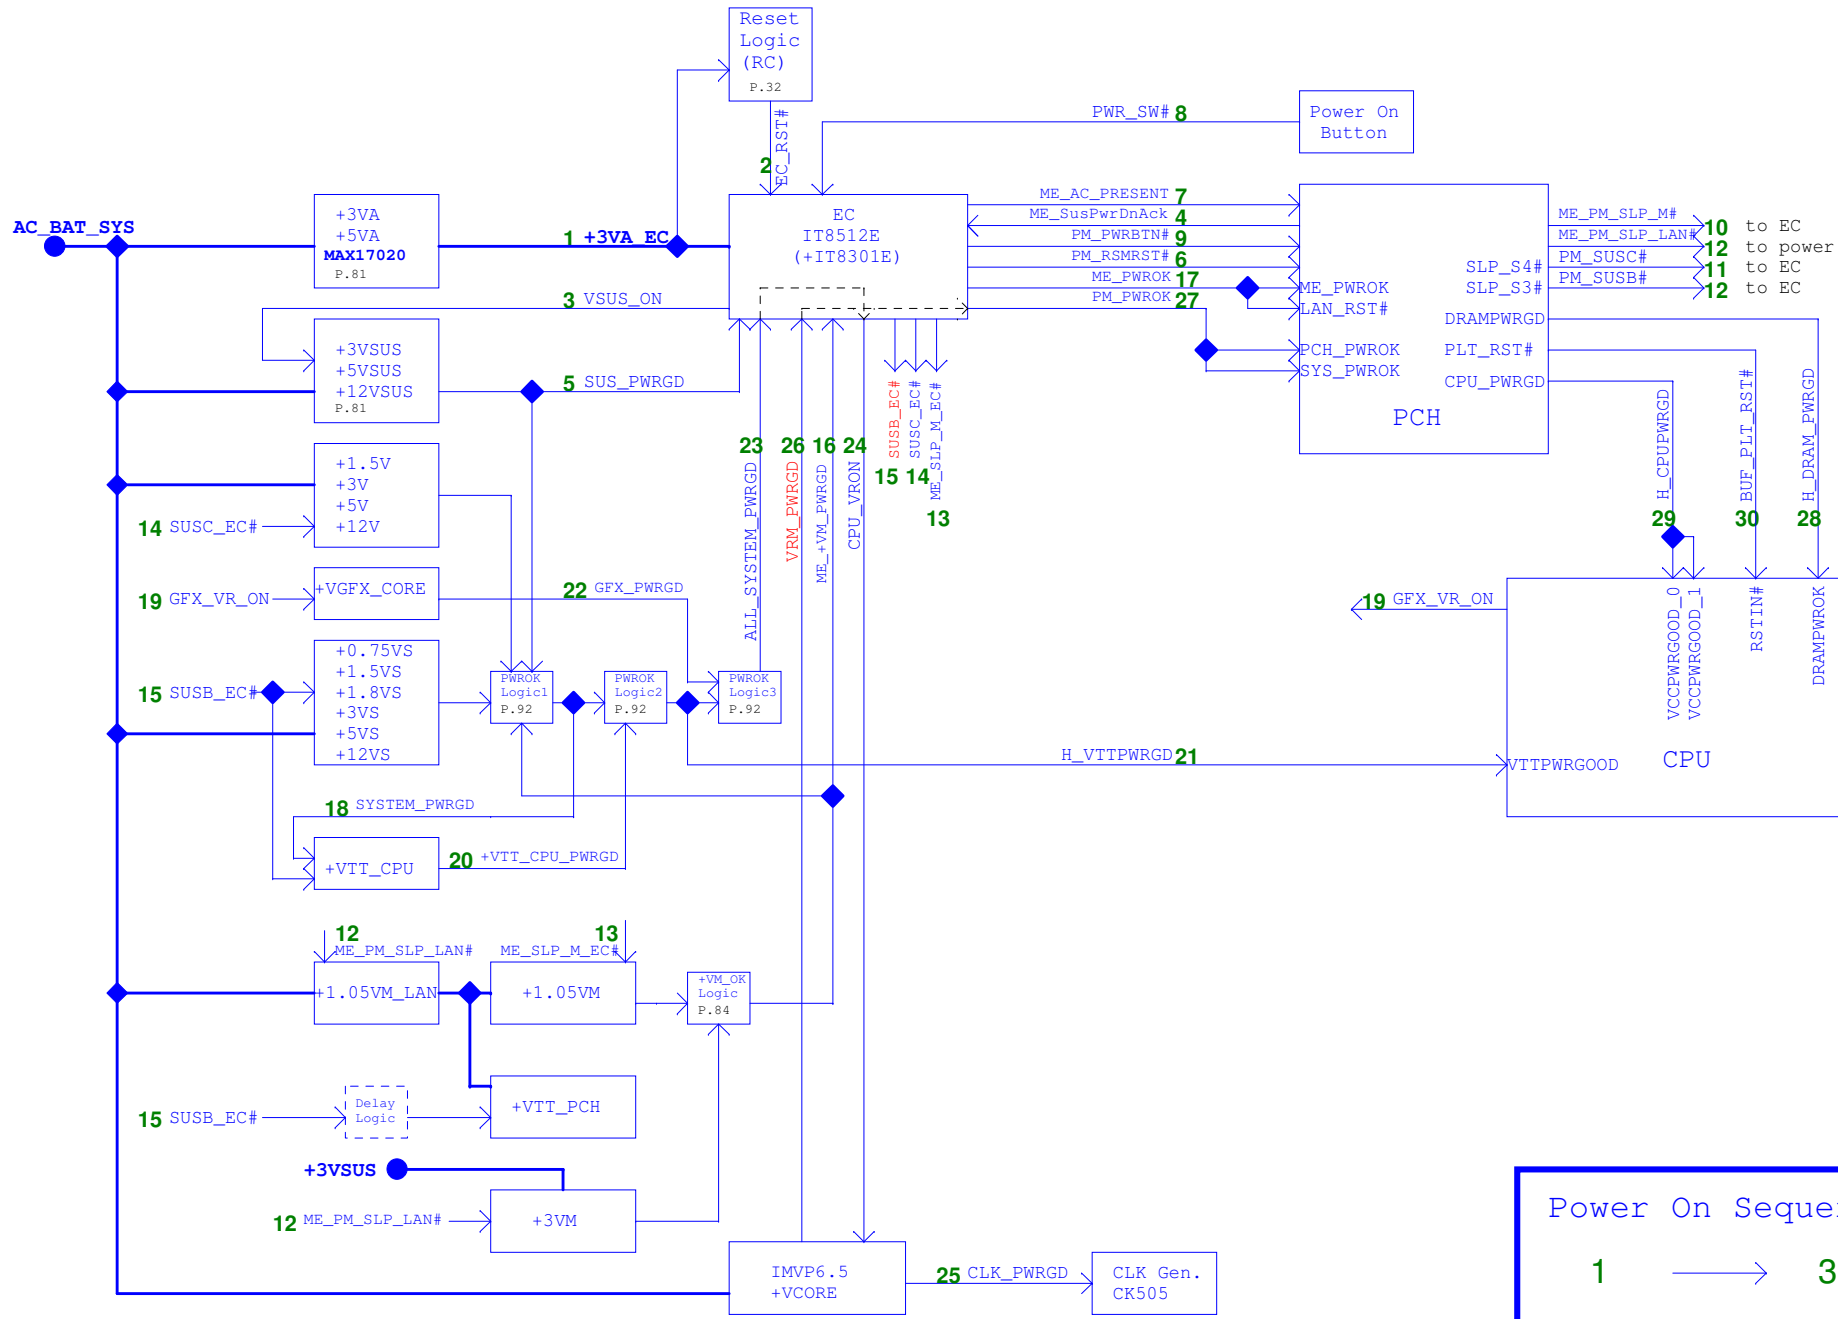 Reset
Logic
(RC)
P.32
EC_RST#
2
PWR_SW# 8
Power On
Button
AC_BAT_SYS
+3VA
+5VA
MAX17020
P.81
1 +3VA_EC
EC
IT8512E
(+IT8301E)
ME_AC_PRESENT 7
ME_SusPwrDnAck 4
PM_PWRBTN# 9
PM_RSMRST# 6
ME_PWROK 17
PM_PWROK 27
ME_PWROK
LAN_RST#
PCH_PWROK
SYS_PWROK
SLP_S4#
SLP_S3#
DRAMPWRGD
PLT_RST#
CPU_PWRGD
PCH
ME_PM_SLP_M# 10 to EC
ME_PM_SLP_LAN# 12 to power
PM_SUSC# 11 to EC
PM_SUSB# 12 to EC
3 VSUS_ON
+3VSUS
+5VSUS
+12VSUS
P.81
5 SUS_PWRGD
+1.5V
+3V
+5V
+12V
14 SUSC_EC#
23 ALL_SYSTEM_PWRGD
26 VRM_PWRGD
16 ME_+VM_PWRGD
24 CPU_VRON
15 SUSB_EC#
14 SUSC_EC#
13 ME_SLP_M_EC#
29 H_CPUPWRGD
30 BUF_PLT_RST#
28 H_DRAM_PWRGD
19 GFX_VR_ON
+VGFX_CORE
22 GFX_PWRGD
19 GFX_VR_ON
VCCPWRGOOD_0
VCCPWRGOOD_1
RSTIN#
DRAMPWROK
VTTPWRGOOD
CPU
15 SUSB_EC#
+0.75VS
+1.5VS
+1.8VS
+3VS
+5VS
+12VS
PWROK
Logic1
P.92
PWROK
Logic2
P.92
PWROK
Logic3
P.92
H_VTTPWRGD 21
18 SYSTEM_PWRGD
+VTT_CPU
20 +VTT_CPU_PWRGD
12
ME_PM_SLP_LAN#
13
ME_SLP_M_EC#
+1.05VM_LAN
+1.05VM
+VM_OK
Logic
P.84
15 SUSB_EC#
Delay
Logic
+VTT_PCH
+3VSUS
12 ME_PM_SLP_LAN#
+3VM
IMVP6.5
+VCORE
25 CLK_PWRGD
CLK Gen.
CK505
Power On
1 3